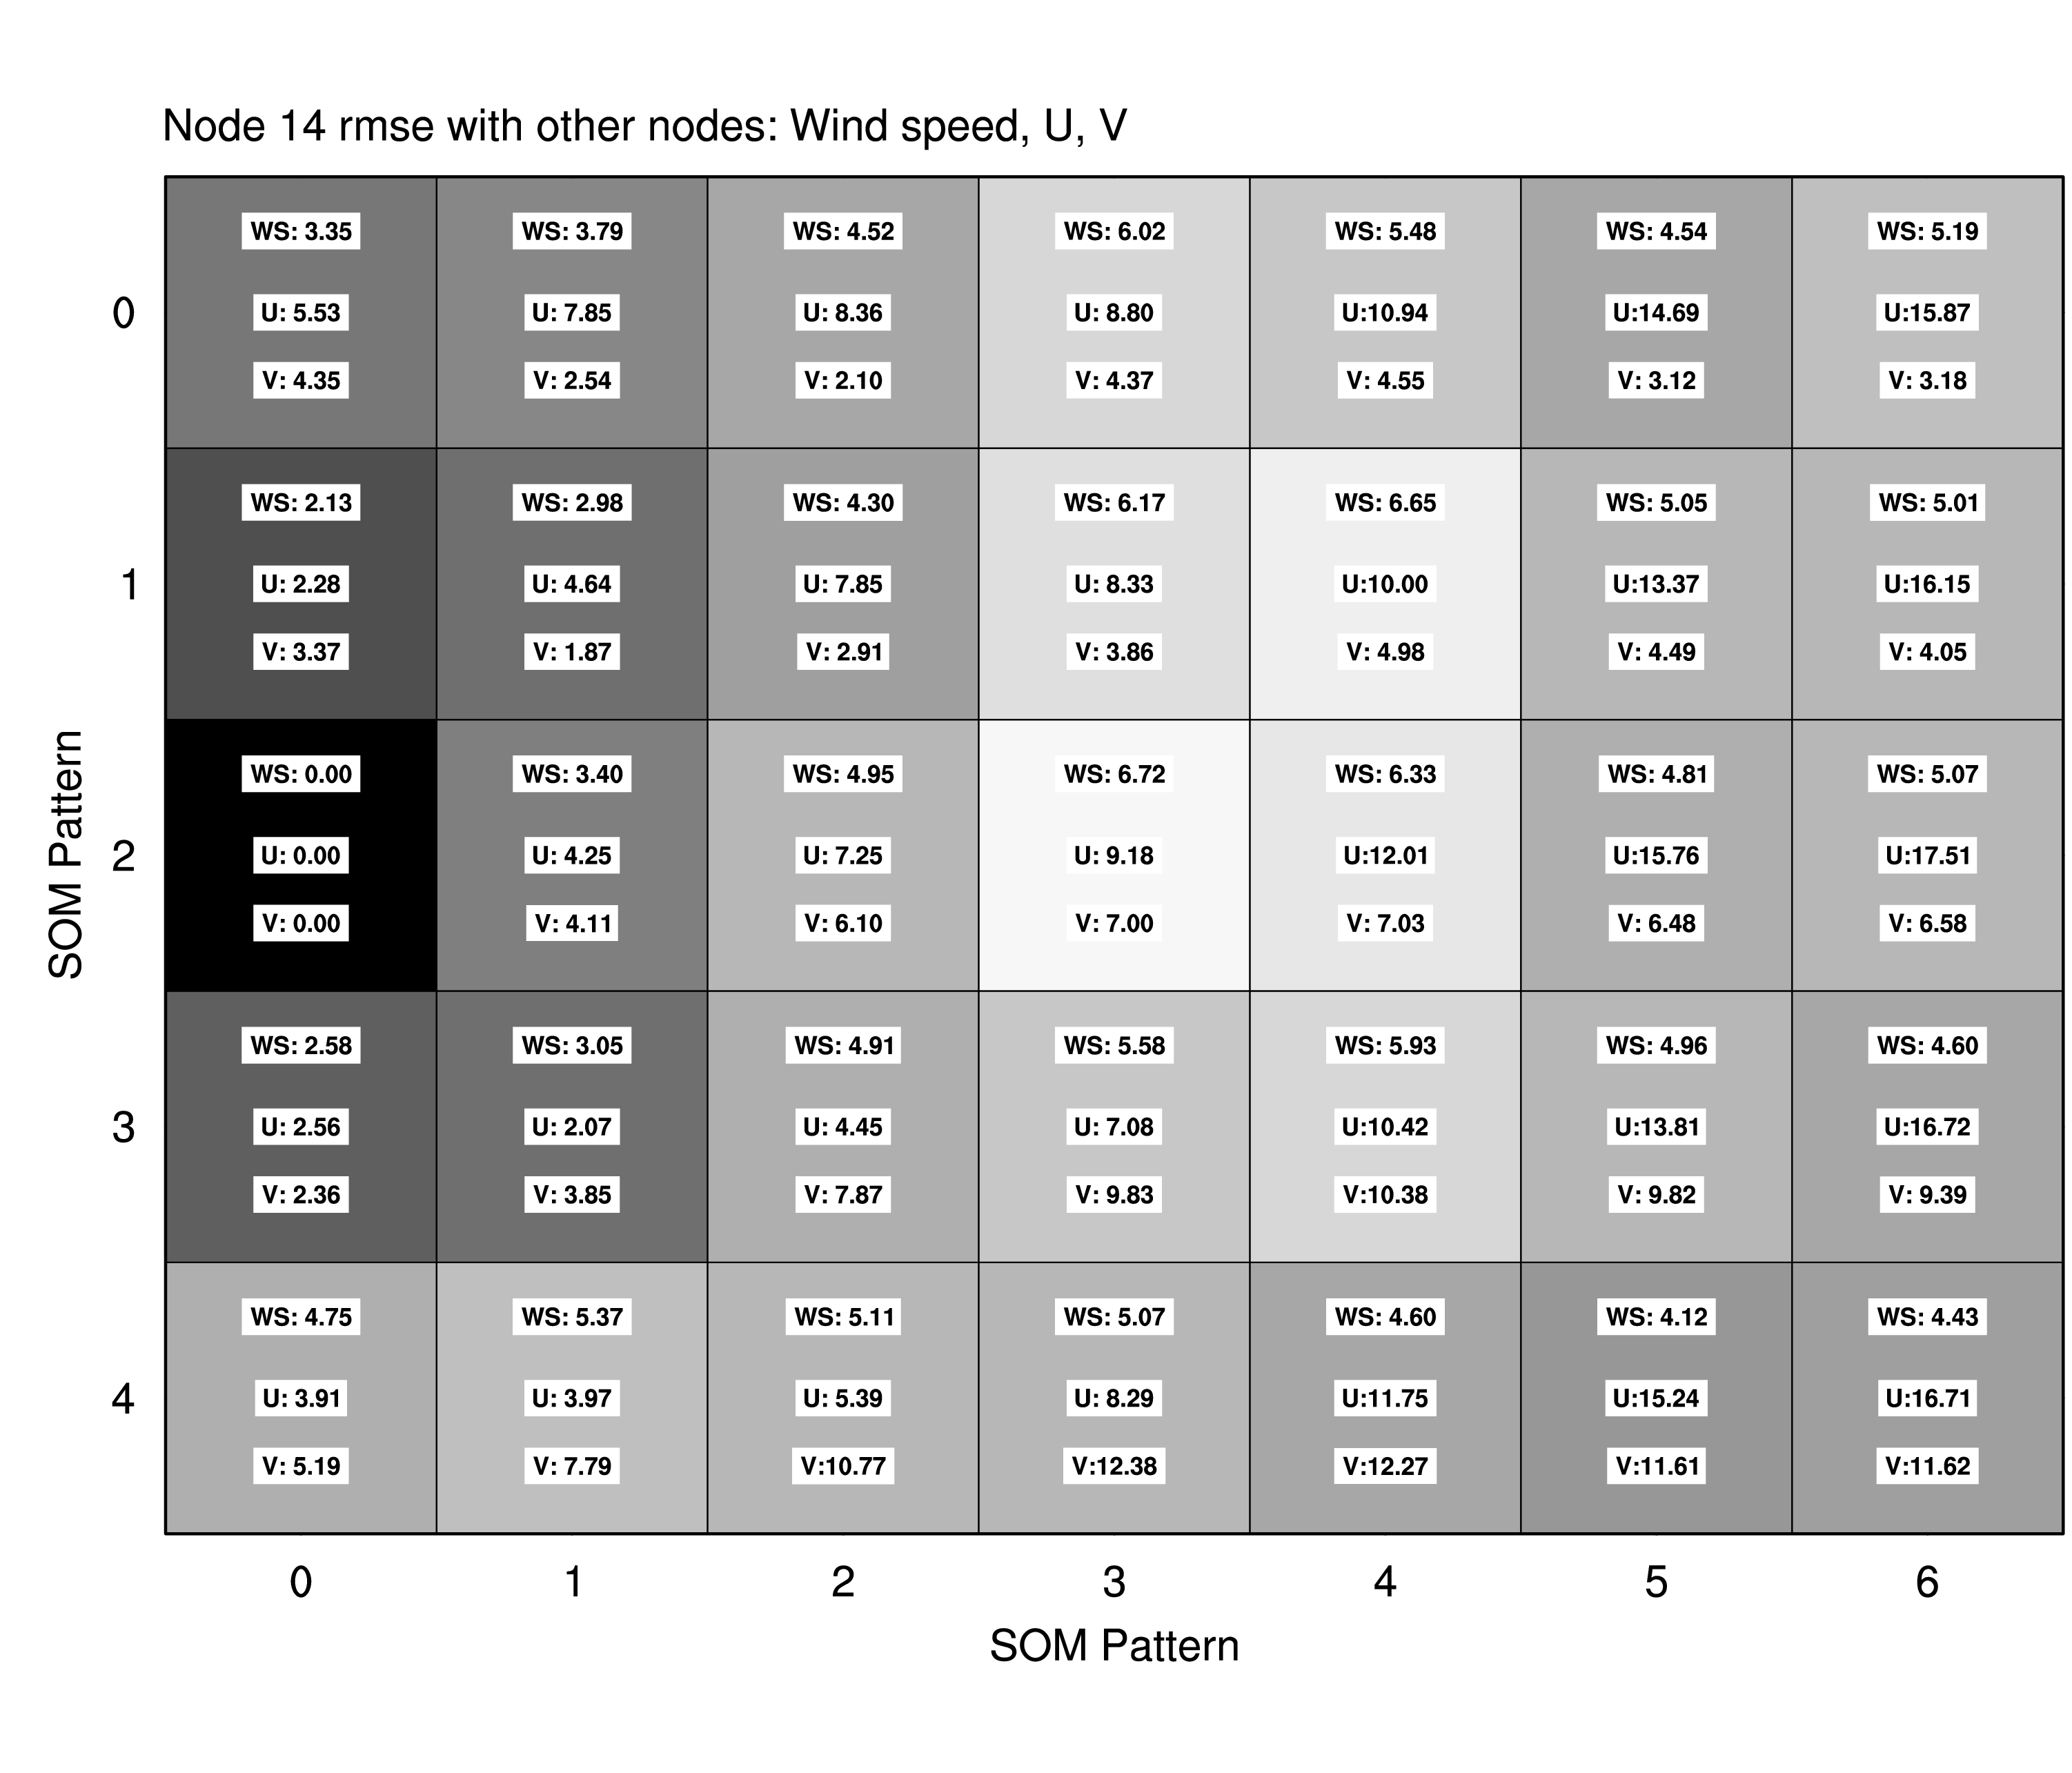 Node 14 rmse with other nodes: Wind speed, U, V
WS: 3.35 WS: 3.79 WS: 4.52 WS: 6.02 WS: 5.48 WS: 4.54 WS: 5.19
0
U: 5.53 U: 7.85 U: 8.36 U: 8.80 U:10.94 U:14.69 U:15.87
V: 4.35 V: 2.54 V: 2.10 V: 4.37 V: 4.55 V: 3.12 V: 3.18
WS: 2.13 WS: 2.98 WS: 4.30 WS: 6.17 WS: 6.65 WS: 5.05 WS: 5.01
1
U: 2.28 U: 4.64 U: 7.85 U: 8.33 U:10.00 U:13.37 U:16.15
V: 3.37 V: 1.87 V: 2.91 V: 3.86 V: 4.98 V: 4.49 V: 4.05
SOM Pattern
WS: 0.00 WS: 3.40 WS: 4.95 WS: 6.72 WS: 6.33 WS: 4.81 WS: 5.07
2
U: 0.00 U: 4.25 U: 7.25 U: 9.18 U:12.01 U:15.76 U:17.51
V: 0.00 V: 4.11 V: 6.10 V: 7.00 V: 7.03 V: 6.48 V: 6.58
WS: 2.58 WS: 3.05 WS: 4.91 WS: 5.58 WS: 5.93 WS: 4.96 WS: 4.60
3
U: 2.56 U: 2.07 U: 4.45 U: 7.08 U:10.42 U:13.81 U:16.72
V: 2.36 V: 3.85 V: 7.87 V: 9.83 V:10.38 V: 9.82 V: 9.39
WS: 4.75 WS: 5.37 WS: 5.11 WS: 5.07 WS: 4.60 WS: 4.12 WS: 4.43
4
U: 3.91 U: 3.97 U: 5.39 U: 8.29 U:11.75 U:15.24 U:16.71
V: 5.19 V: 7.79 V:10.77 V:12.38 V:12.27 V:11.61 V:11.62
0 1 2 3 4 5 6
SOM Pattern